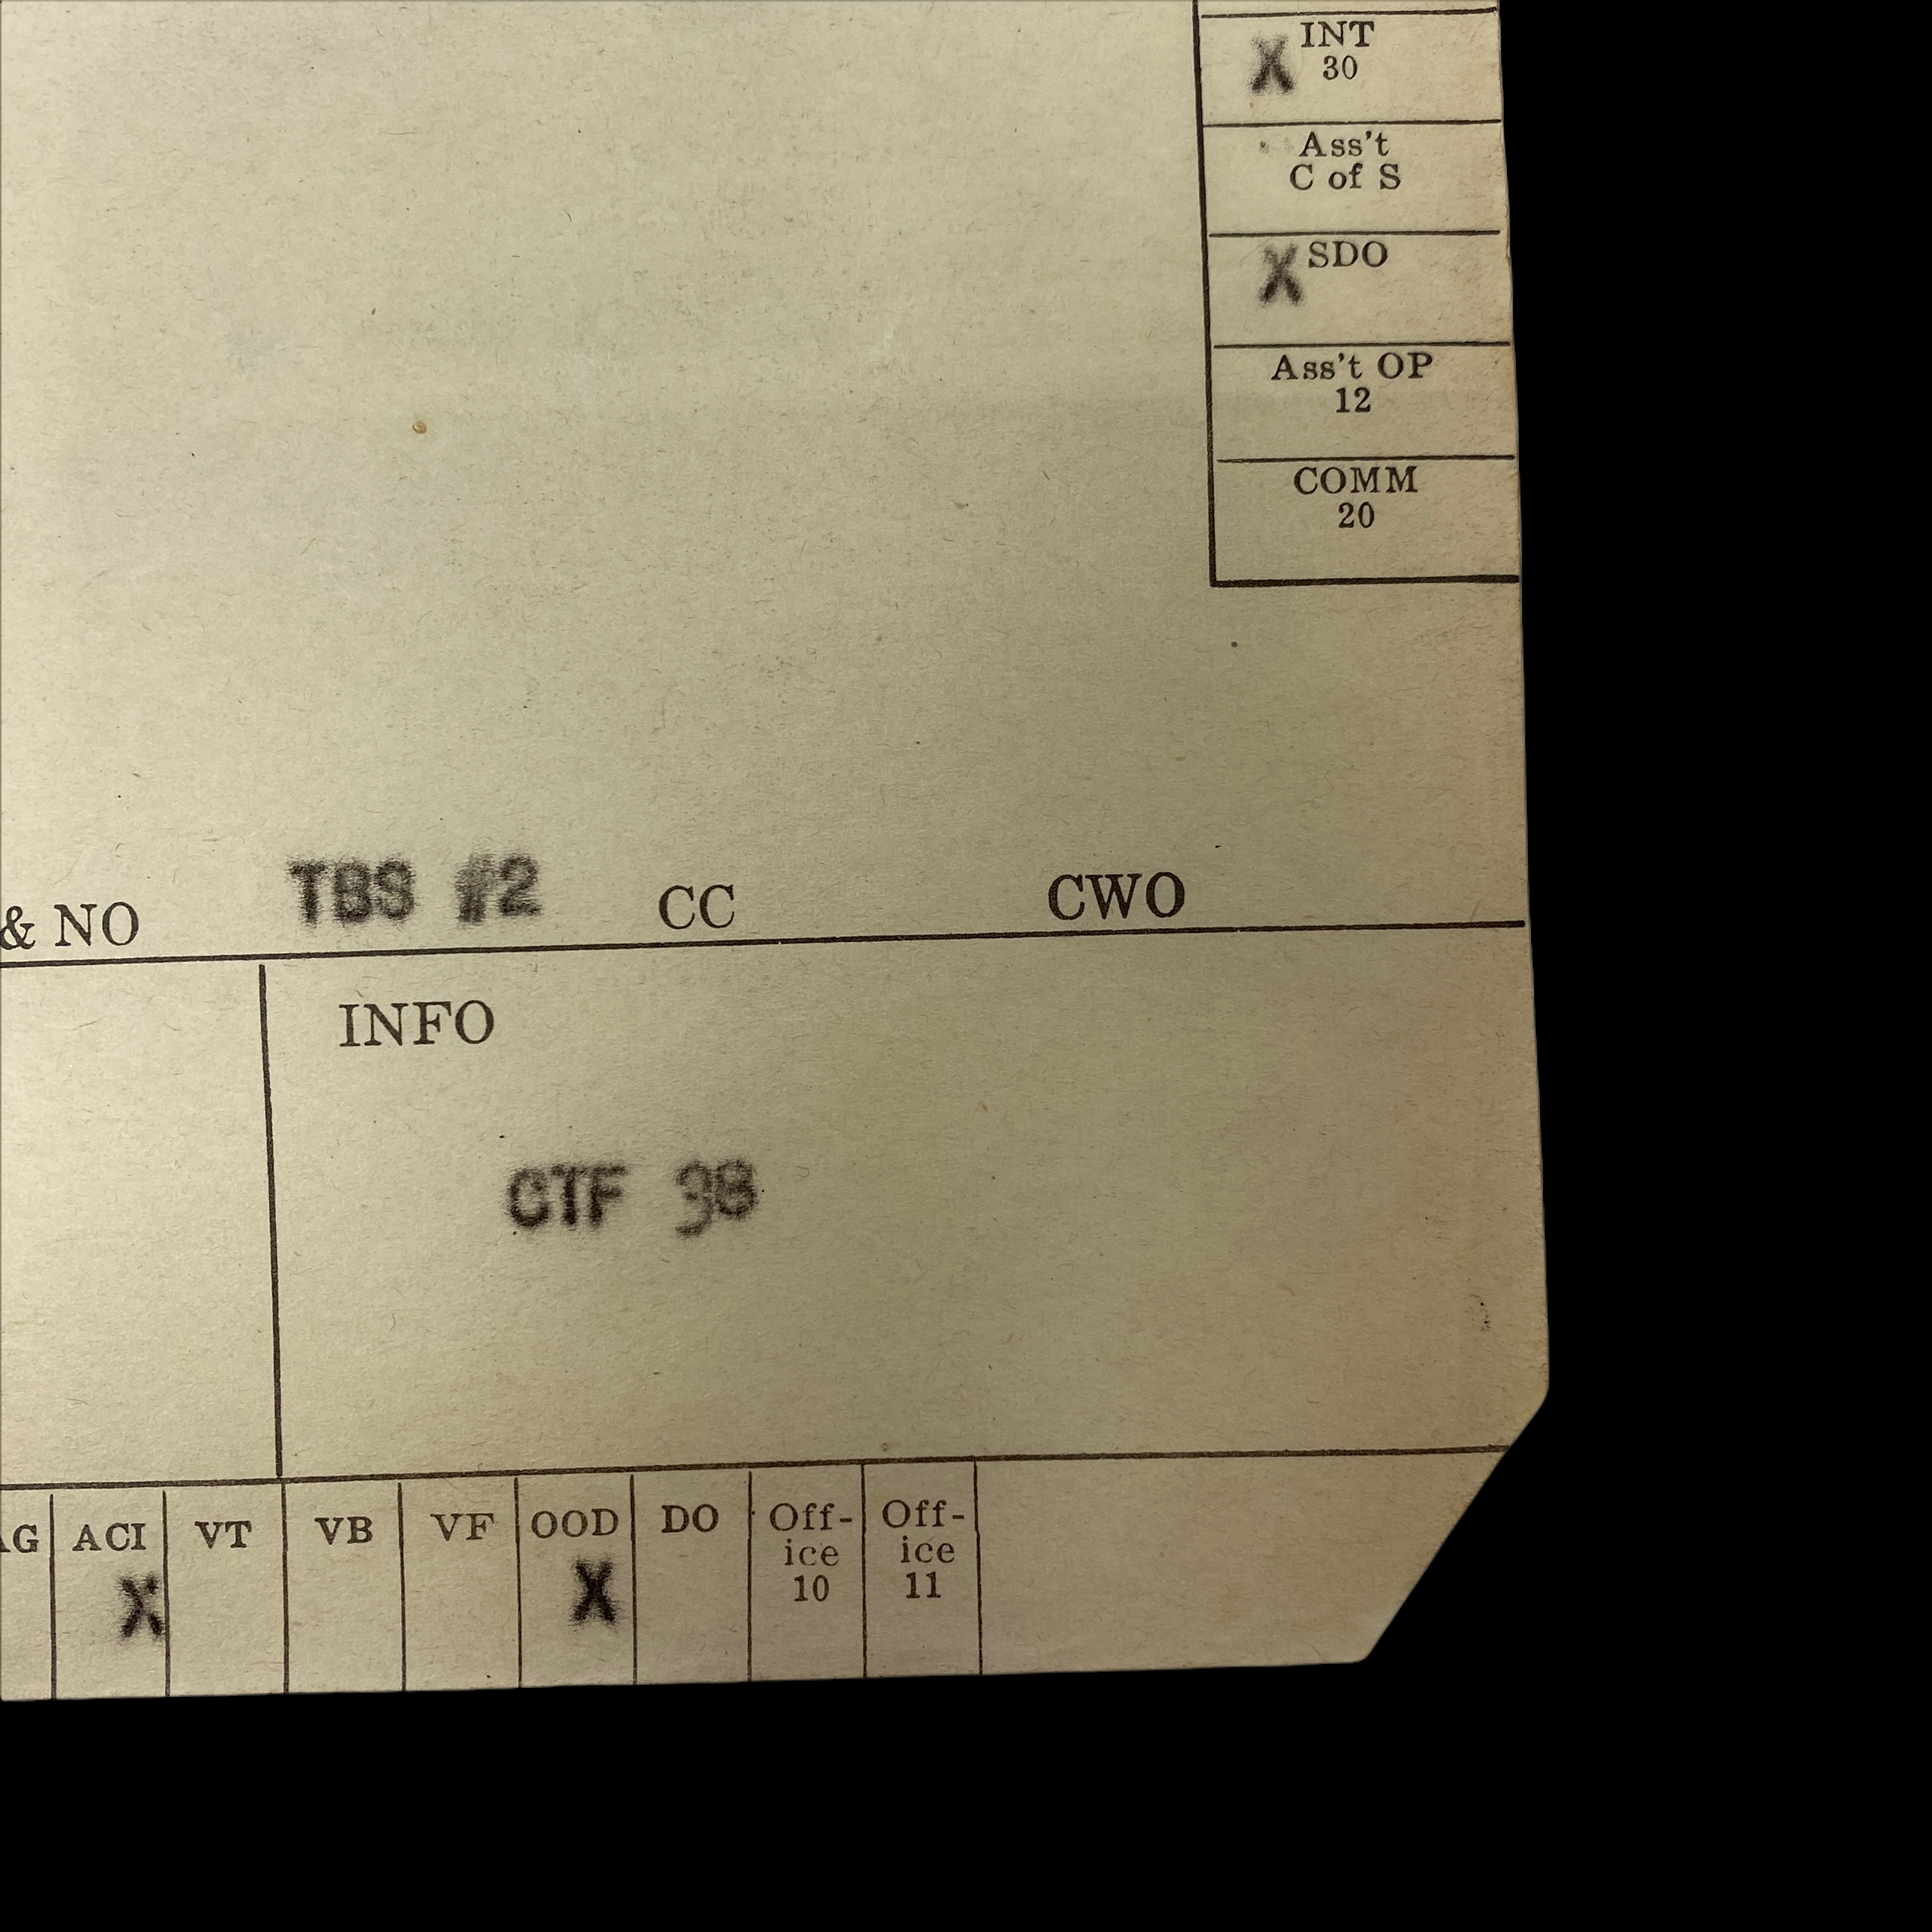 INT
X 30
Ass't
C of S
X SDO
Ass't OP
12
COMM
20
& NO TBS #2 CC CWO
INFO
CTF 38
ACI VT VB VF OOD DO Off- Off-
ice ice
X X 10 11